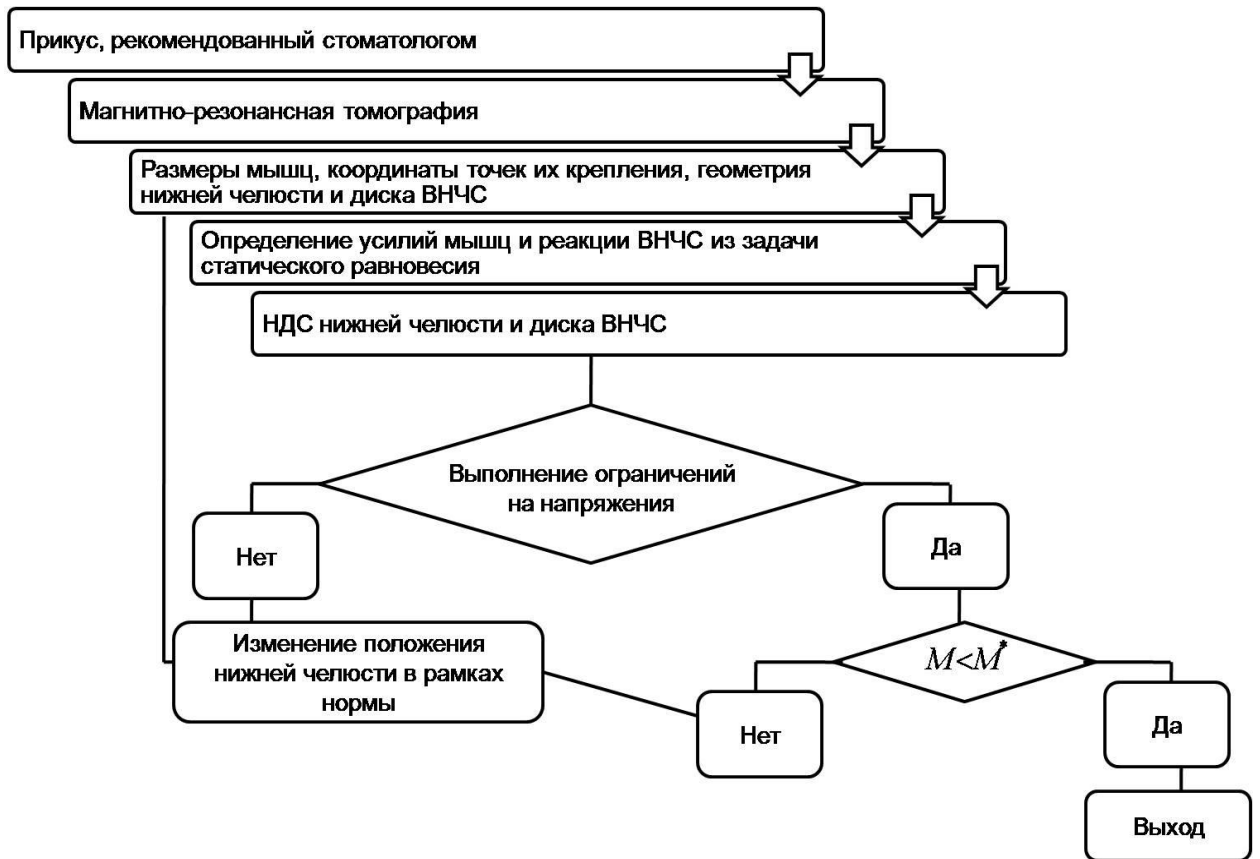 Прикус, рекомендованный стоматологом
Магнитно-резонансная томография
Размеры мышц, координаты точек их крепления, геометрия
нижней челюсти и диска ВНЧС
Определение усилий мышц и реакции ВНЧС из задачи
статического равновесия
НДС нижней челюсти и диска ВНЧС
Выполнение ограничений
на напряжения
Нет
Да
Изменение положения
нижней челюсти в рамках
нормы
M<M*
Нет
Да
Выход